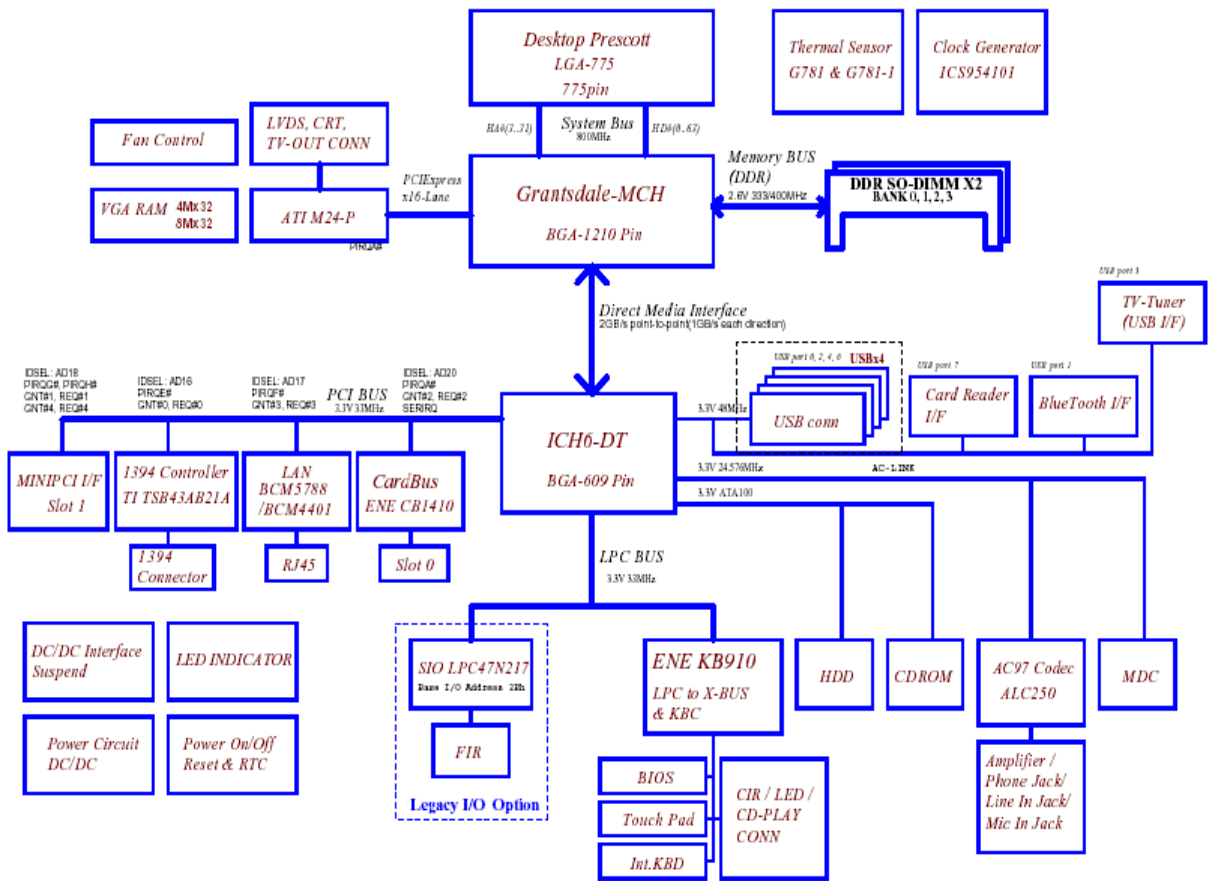 Desktop Prescott
LGA-775
775pin
Thermal Sensor
G781 & G781-1
Clock Generator
ICS954101
Fan Control
LVDS, CRT,
TV-OUT CONN
HA#(3..31)
System Bus
800MHz
HD#(0..63)
VGA RAM 4Mx32
8Mx32
ATI M24-P
PIRQA#
PCIExpress
x16-Lane
Grantsdale-MCH
BGA-1210 Pin
Memory BUS
(DDR)
2.6V 333/400MHz
DDR SO-DIMM X2
BANK 0, 1, 2, 3
Direct Media Interface
2GB/s point-to-point(1GB/s each direction)
USB port 3
TV-Tuner
(USB I/F)
IDSEL: AD18
PIRQG#, PIRQH#
GNT#1, REQ#1
GNT#4, REQ#4
IDSEL: AD16
PIRQE#
GNT#0, REQ#0
IDSEL: AD17
PIRQF#
GNT#3, REQ#3
PCI BUS
3.3V 33MHz
IDSEL: AD20
PIRQA#
GNT#2, REQ#2
SERIRQ
USB port 0, 2, 4, 6 USBx4
USB conn
3.3V 48MHz
USB port 7
Card Reader
I/F
BlueTooth I/F
ICH6-DT
BGA-609 Pin
3.3V 24.576MHz
AC-LINK
3.3V ATA100
MINIPCI I/F
Slot 1
1394 Controller
TI TSB43AB21A
LAN
BCM5788
/BCM4401
CardBus
ENE CB1410
1394
Connector
RJ45
Slot 0
LPC BUS
3.3V 33MHz
DC/DC Interface
Suspend
LED INDICATOR
Power Circuit
DC/DC
Power On/Off
Reset & RTC
SIO LPC47N217
Base I/O Address 2Eh
FIR
Legacy I/O Option
ENE KB910
LPC to X-BUS
& KBC
BIOS
Touch Pad
Int.KBD
CIR / LED /
CD-PLAY
CONN
HDD
CDROM
AC97 Codec
ALC250
MDC
Amplifier /
Phone Jack/
Line In Jack/
Mic In Jack